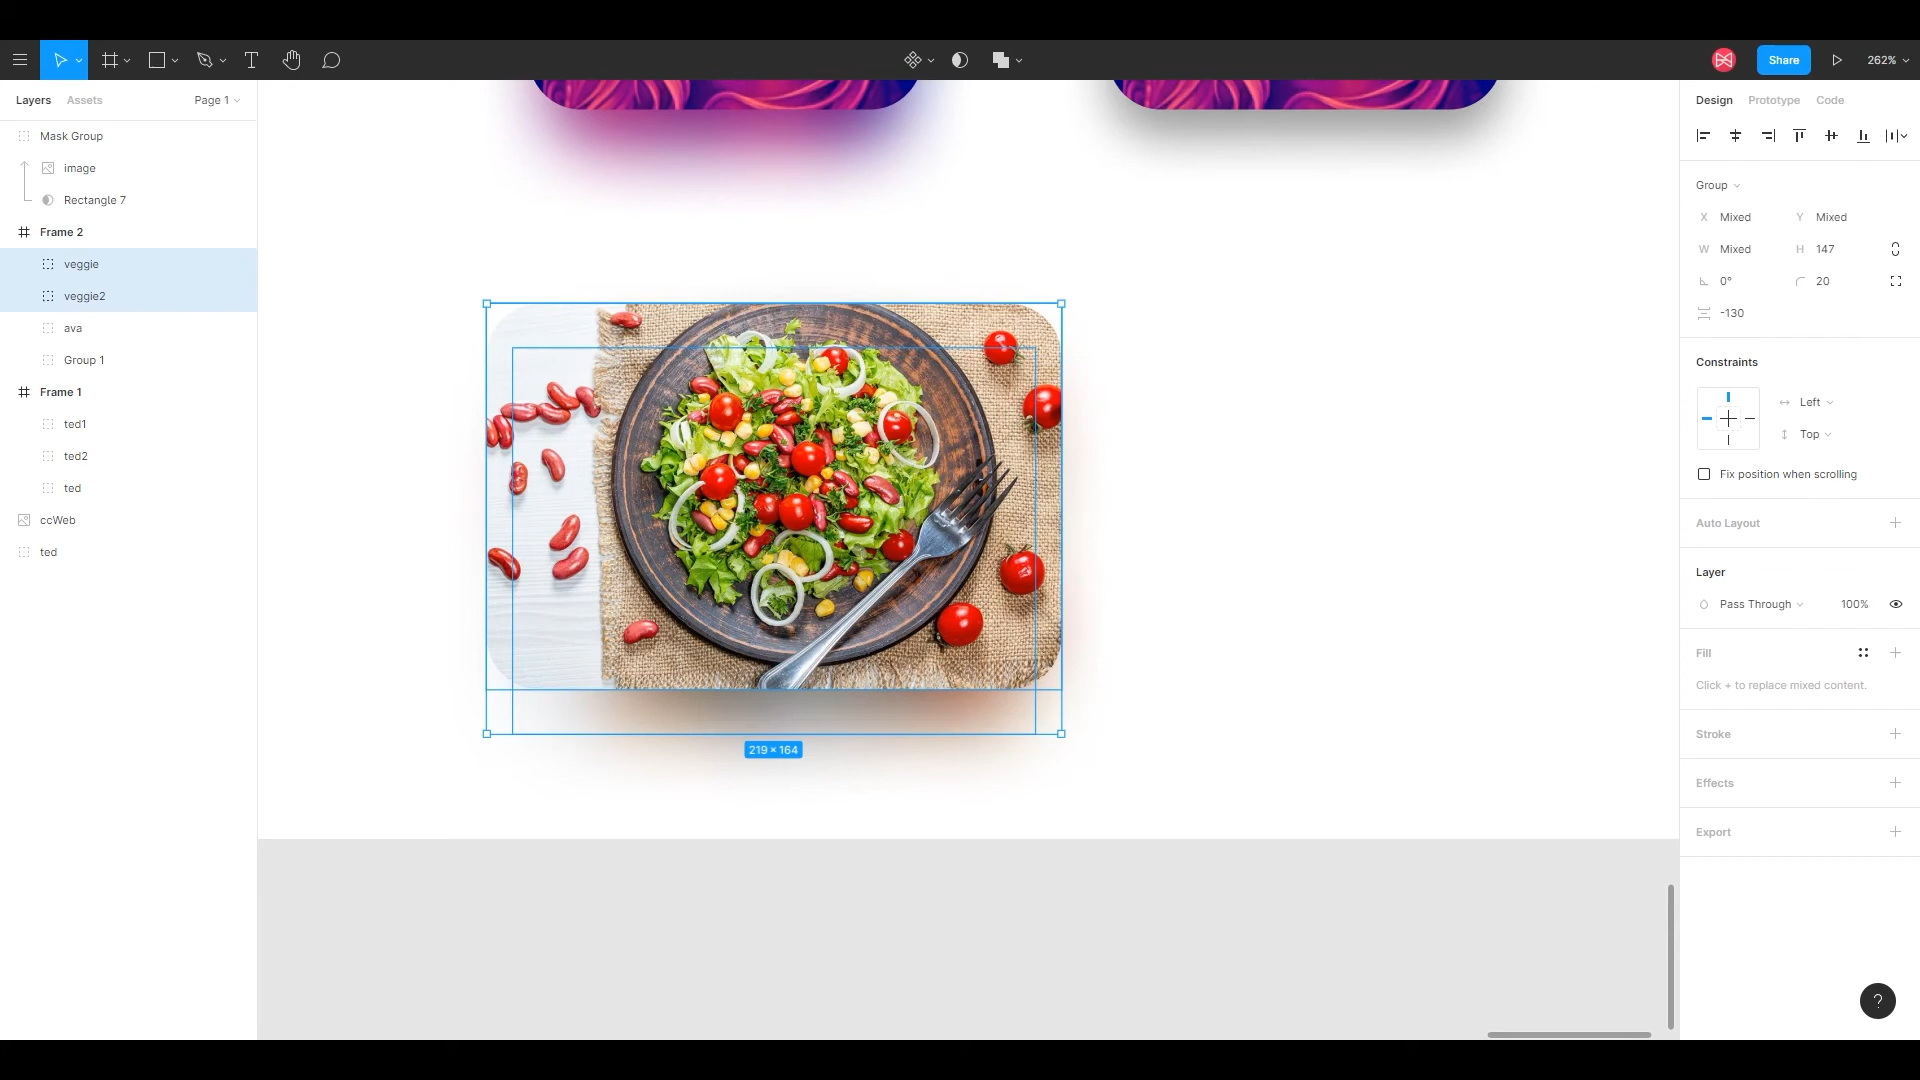 Share
262%
Layers
Assets
Page 1
Design
Prototype
Code
Mask Group
image
Rectangle 7
Frame 2
veggie
veggie2
ava
Group 1
Frame 1
ted1
ted2
ted
ccWeb
ted
219 × 164
Group
X Mixed Y Mixed
W Mixed H 147
0° 20
-130
Constraints
Left
Top
Fix position when scrolling
Auto Layout
Layer
Pass Through 100%
Fill
Click + to replace mixed content.
Stroke
Effects
Export
?